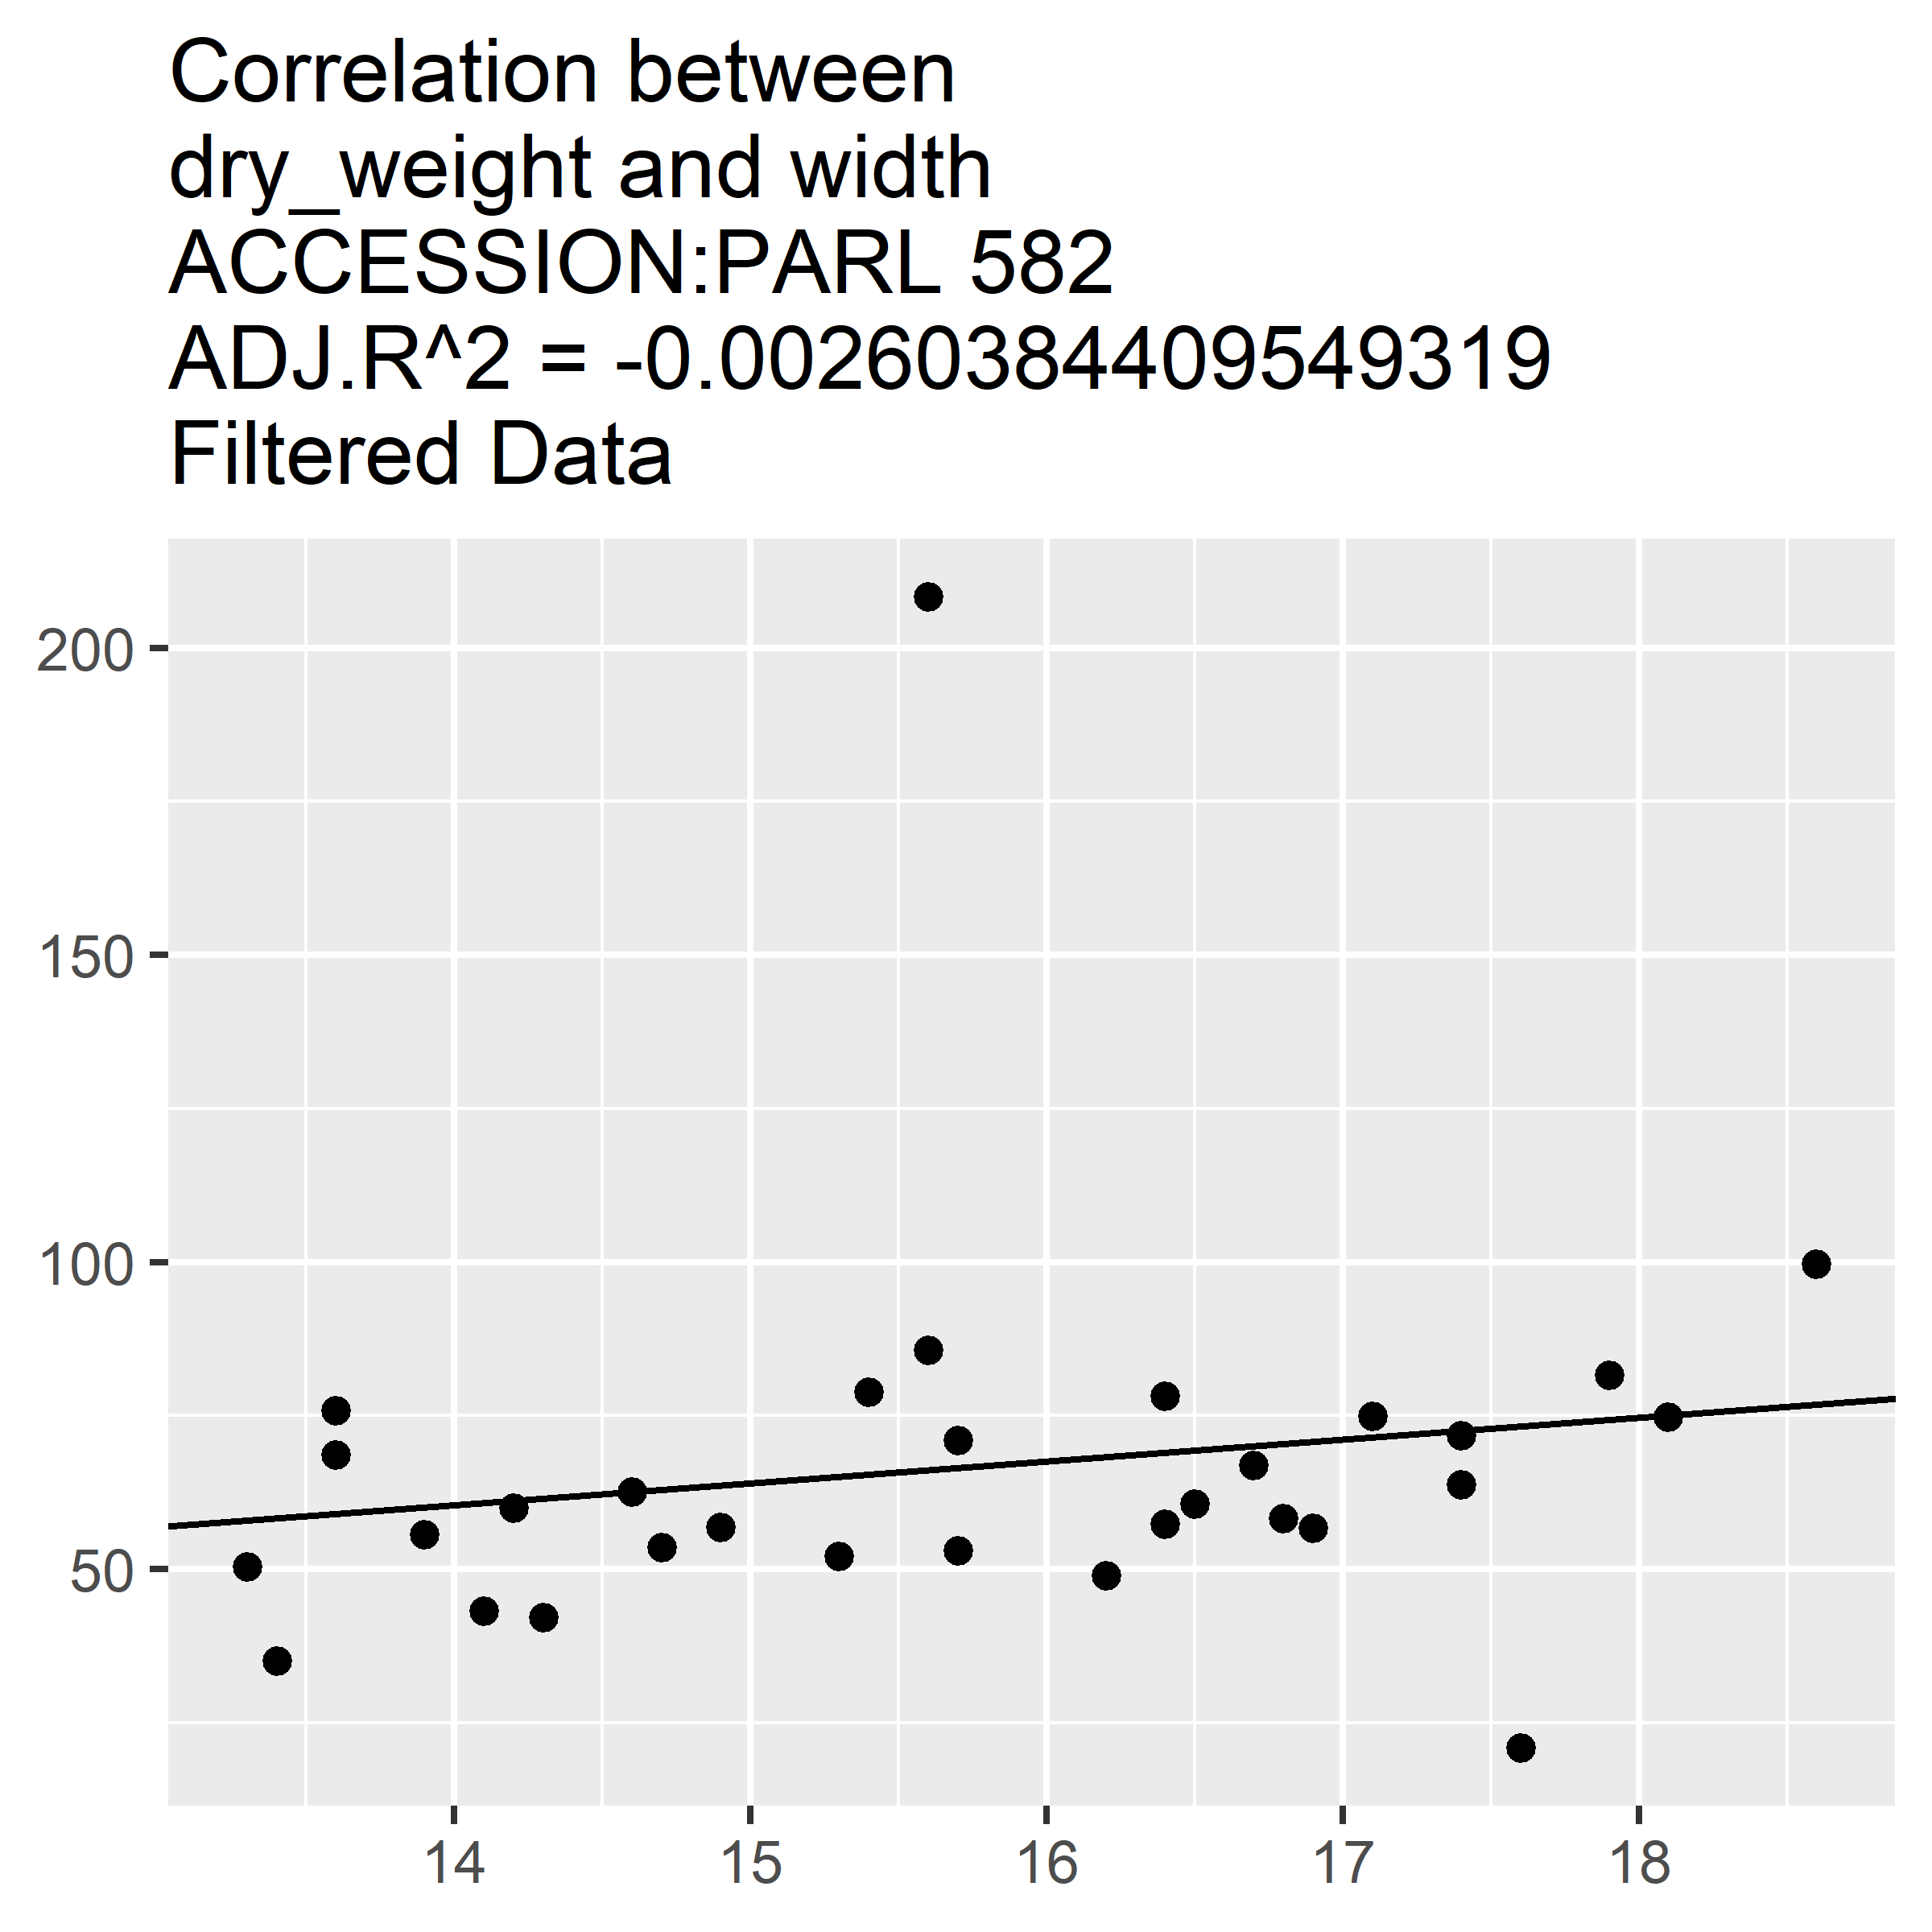 Correlation between
dry_weight and width
ACCESSION:PARL 582
ADJ.R^2 = -0.00260384409549319
Filtered Data
200
150
100
50
14 15 16 17 18